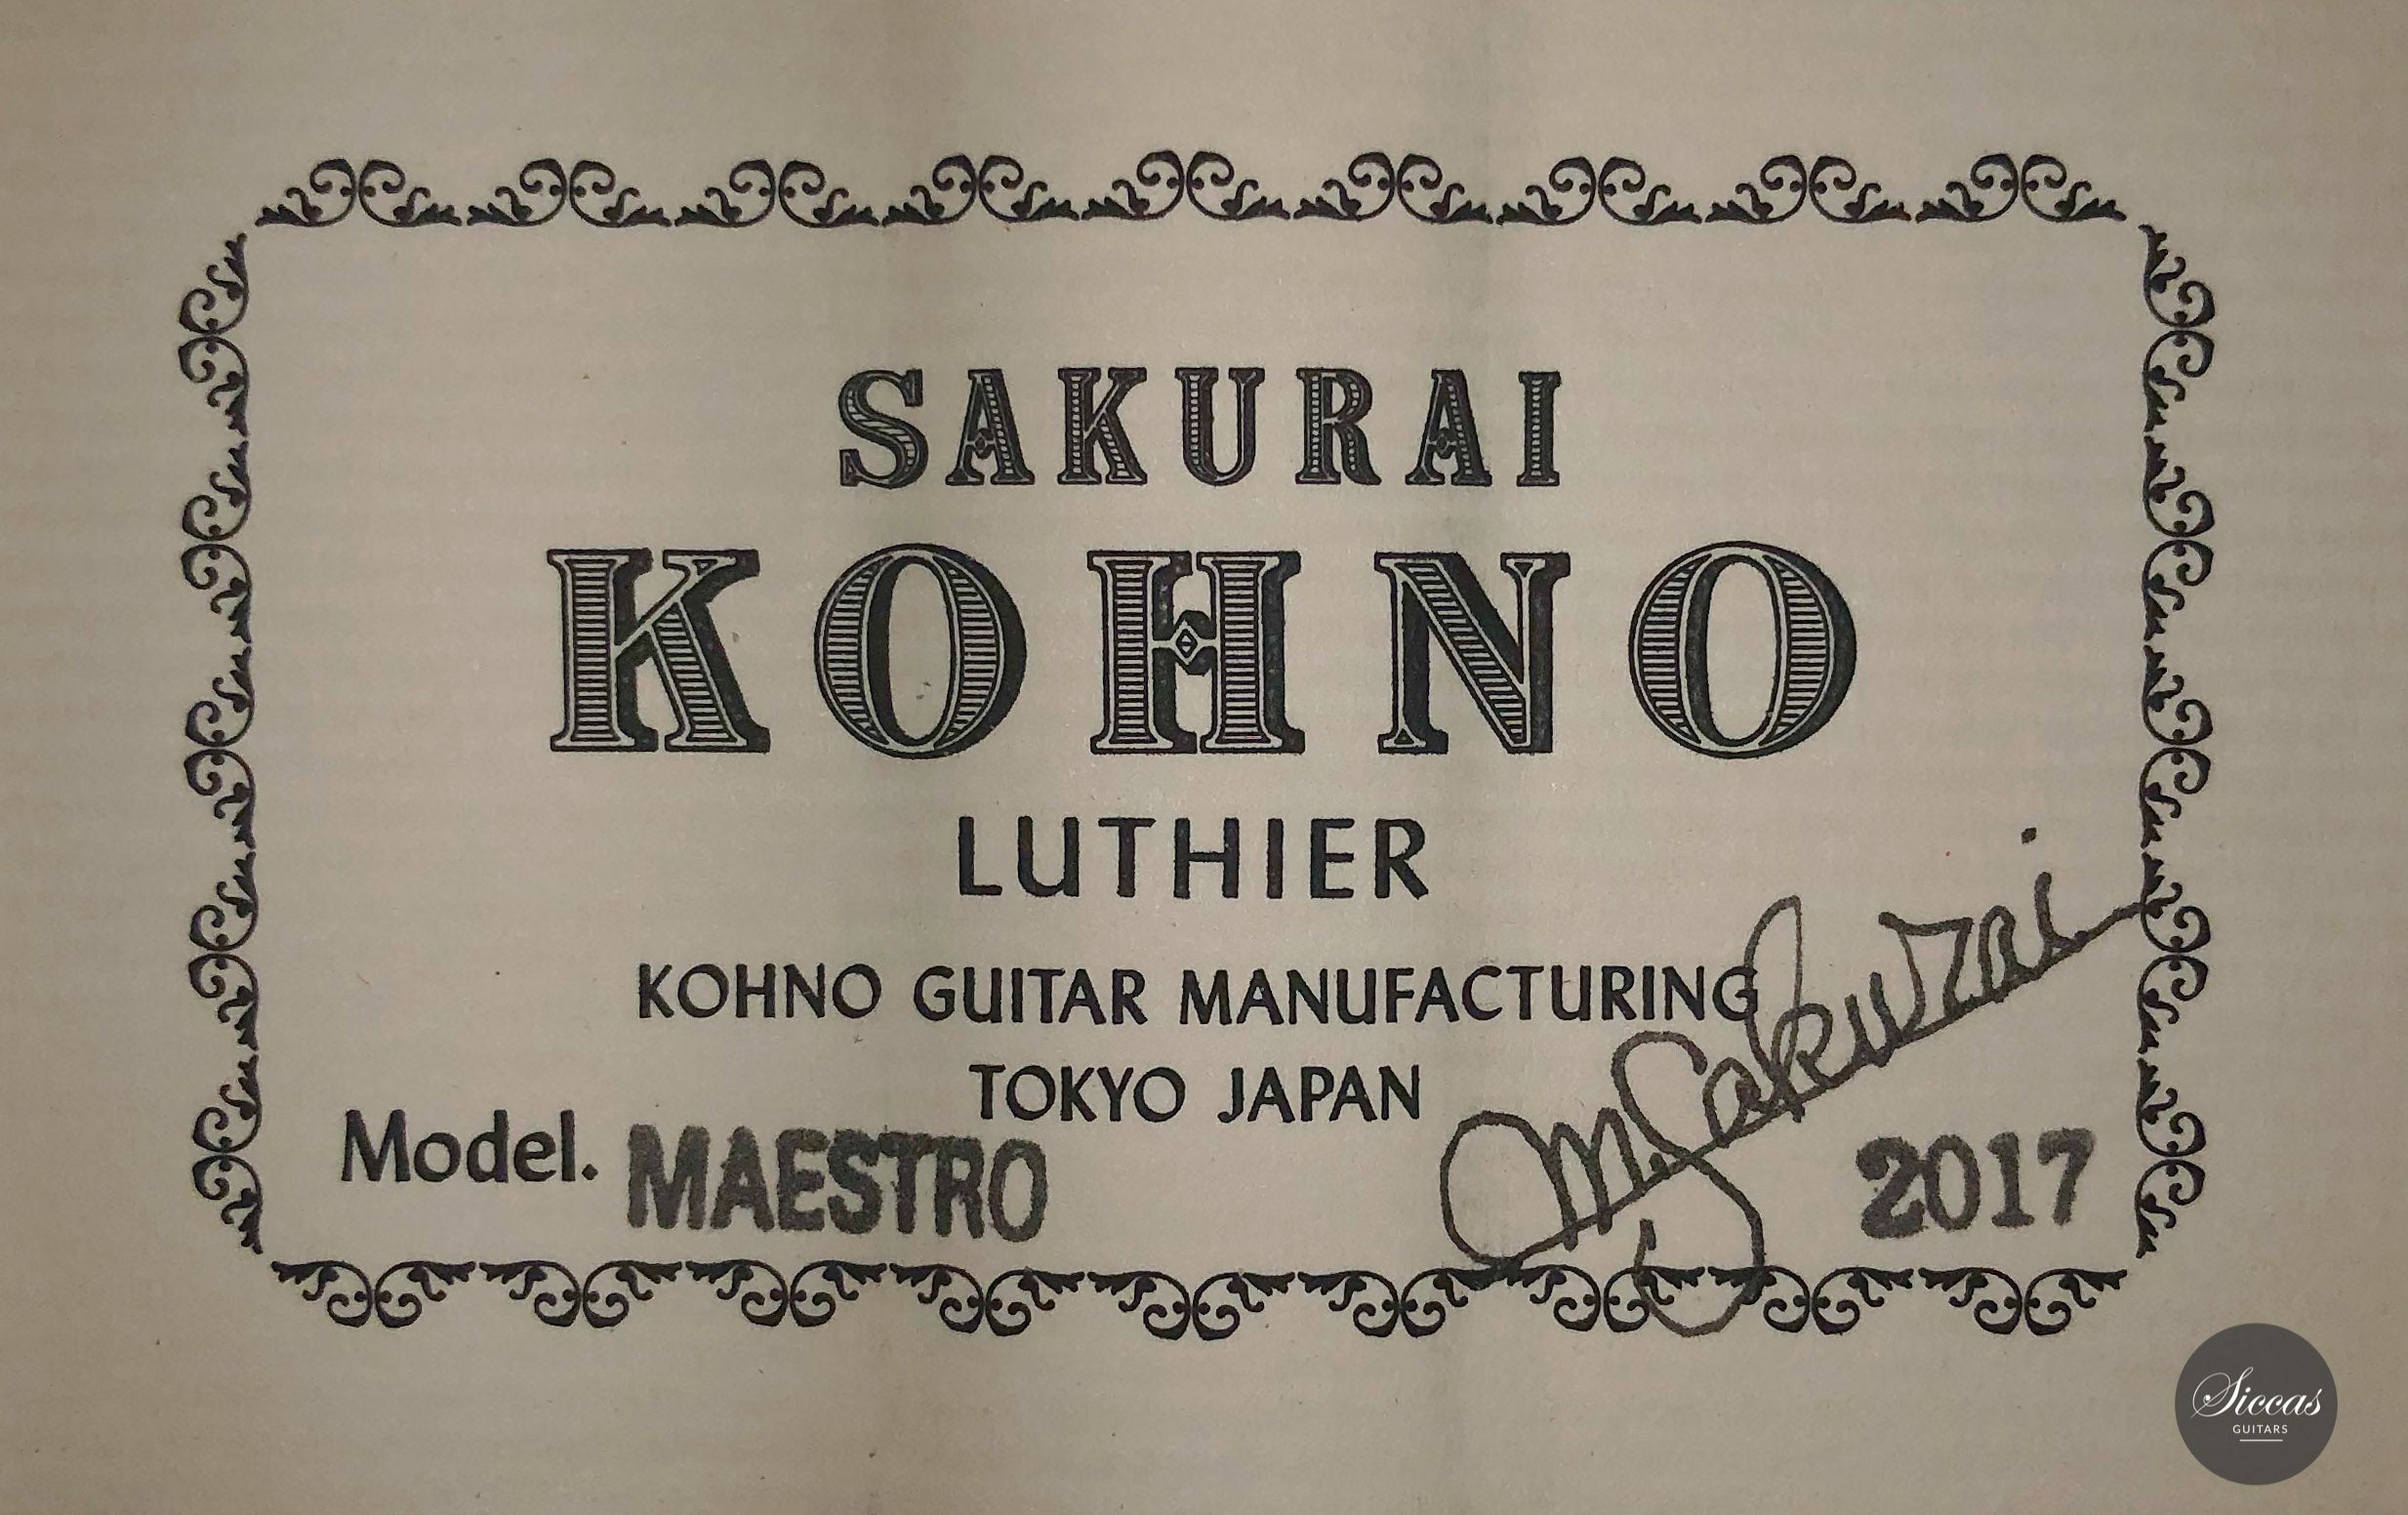 SAKURAI
KOHNO
LUTHIER
KOHNO GUITAR MANUFACTURING
TOKYO JAPAN
Model. MAESTRO
M. Sakurai
2017
Siccas
GUITARS